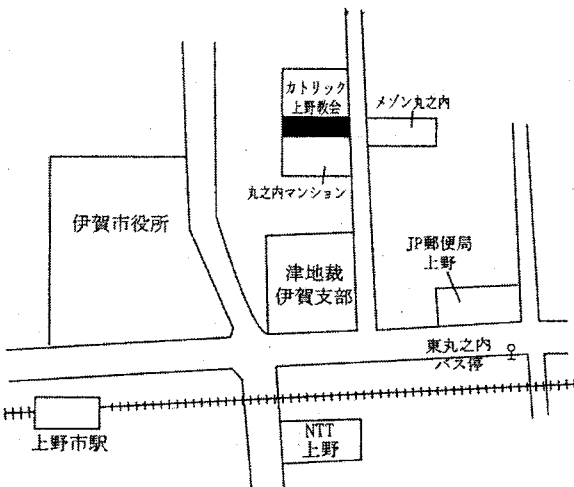 カトリック
上野教会
メゾン丸之内
丸之内マンション
伊賀市役所
津地裁
伊賀支部
JP郵便局
上野
東丸之内
バス停
上野市駅
NTT
上野